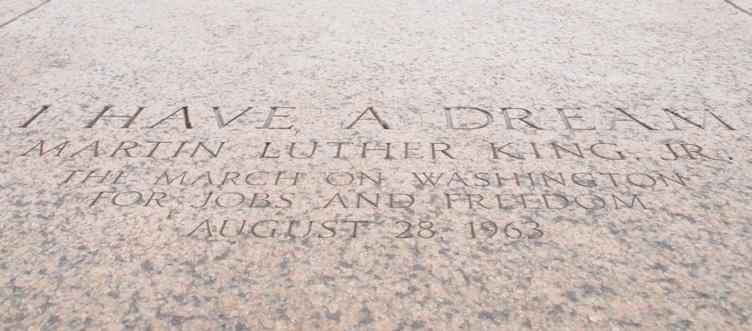 I HAVE A DREAM
MARTIN LUTHER KING, JR.
THE MARCH ON WASHINGTON
FOR JOBS AND FREEDOM
AUGUST 28, 1963